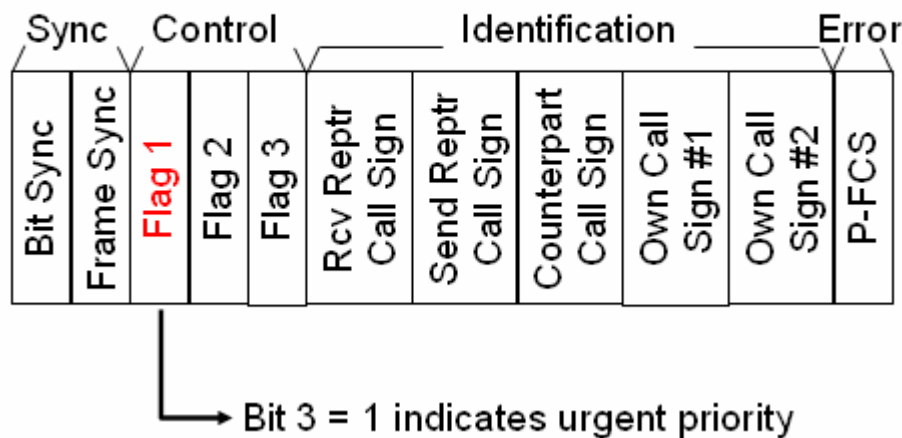 Sync Control Identification Error
Bit Sync
Frame Sync
Flag 1
Flag 2
Flag 3
Rcv Reptr
Call Sign
Send Reptr
Call Sign
Counterpart
Call Sign
Own Call
Sign #1
Own Call
Sign #2
P-FCS
Bit 3 = 1 indicates urgent priority